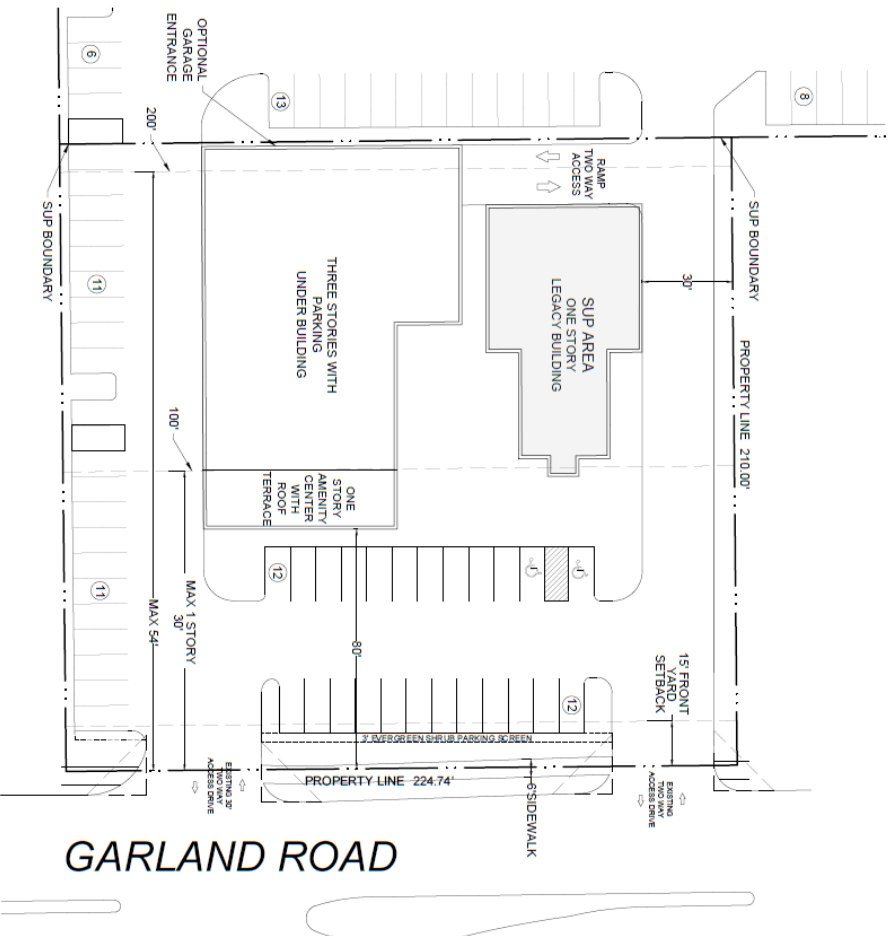 6
OPTIONAL
GARAGE
ENTRANCE
13
8
200'
RAMP
TWO WAY
ACCESS
SUP BOUNDARY
SUP BOUNDARY
30'
11
THREE STORIES WITH
PARKING
UNDER BUILDING
SUP AREA
ONE STORY
LEGACY BUILDING
PROPERTY LINE 210.00'
100'
ONE
STORY
AMENITY
CENTER
WITH
ROOF
TERRACE
12
11
MAX 54'
MAX 1 STORY
30'
80'
15' FRONT
YARD
SETBACK
12
3' EVERGREEN SHRUB PARKING SCREEN
PROPERTY LINE 224.74'
6' SIDEWALK
EXISTING 30'
TWO WAY
ACCESS DRIVE
EXISTING
TWO WAY
ACCESS DRIVE
GARLAND ROAD